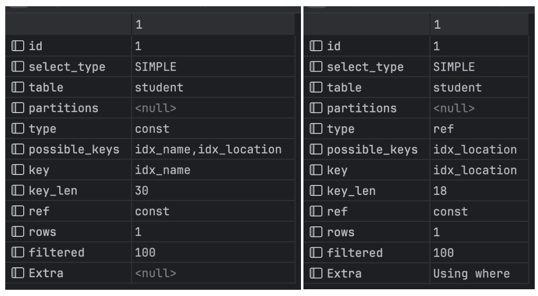 1
id 1
select_type SIMPLE
table student
partitions <null>
type const
possible_keys idx_name,idx_location
key idx_name
key_len 30
ref const
rows 1
filtered 100
Extra <null>
1
id 1
select_type SIMPLE
table student
partitions <null>
type ref
possible_keys idx_location
key idx_location
key_len 18
ref const
rows 1
filtered 100
Extra Using where